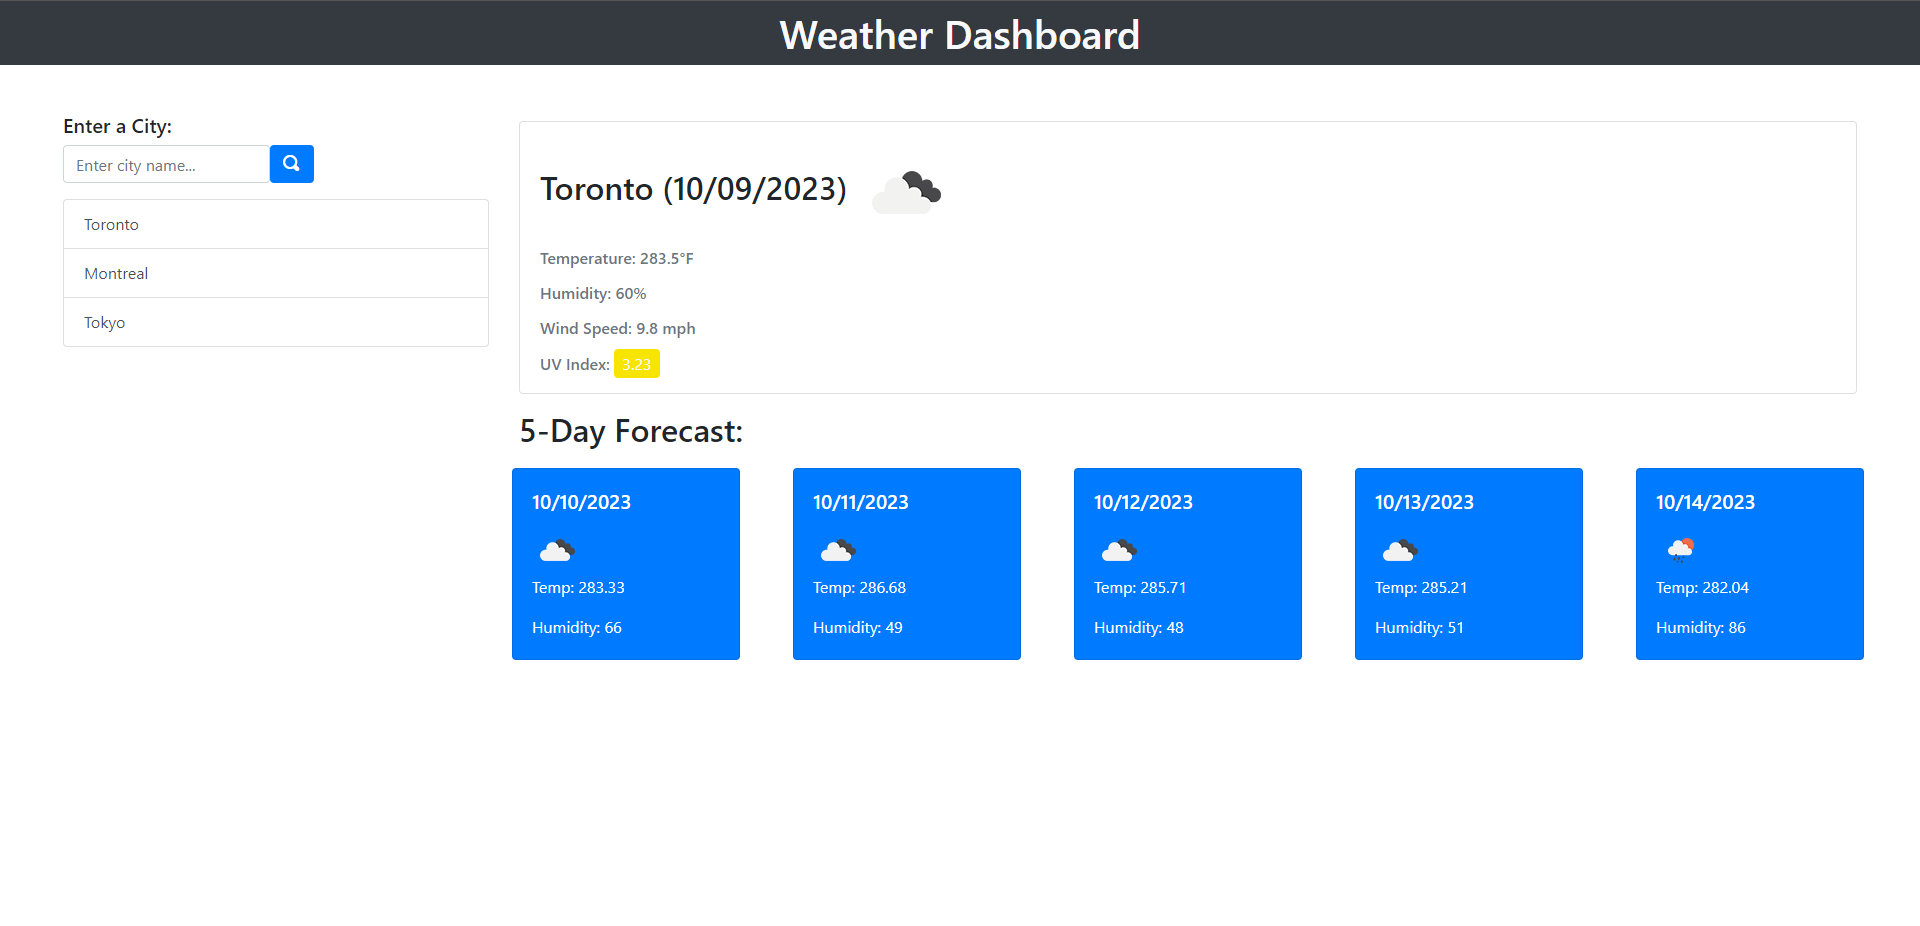 Weather Dashboard
Enter a City:
Enter city name...
Toronto
Montreal
Tokyo
Toronto (10/09/2023)
Temperature: 283.5°F
Humidity: 60%
Wind Speed: 9.8 mph
UV Index: 3.23
5-Day Forecast:
10/10/2023
Temp: 283.33
Humidity: 66
10/11/2023
Temp: 286.68
Humidity: 49
10/12/2023
Temp: 285.71
Humidity: 48
10/13/2023
Temp: 285.21
Humidity: 51
10/14/2023
Temp: 282.04
Humidity: 86